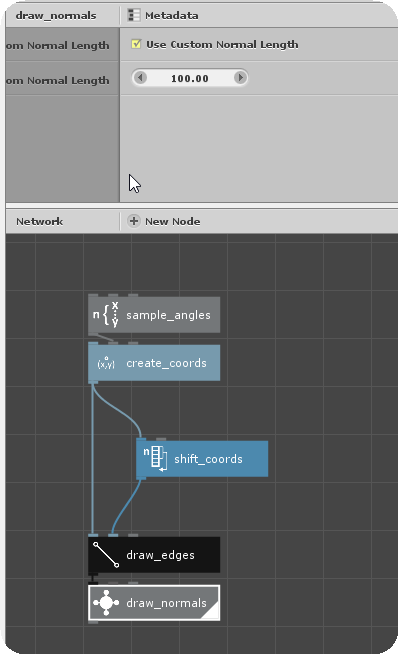 draw_normals Metadata
om Normal Length Use Custom Normal Length
om Normal Length 100.00
Network New Node
n { x y sample_angles
(x,y) create_coords
n shift_coords
draw_edges
draw_normals